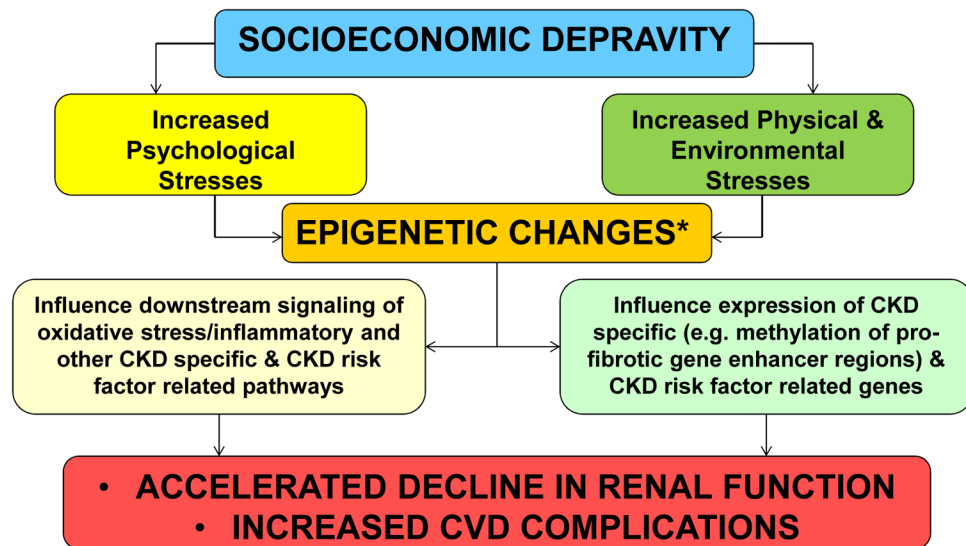 SOCIOECONOMIC DEPRAVITY
Increased
Psychological
Stresses
Increased Physical &
Environmental
Stresses
EPIGENETIC CHANGES*
Influence downstream signaling of
oxidative stress/inflammatory and
other CKD specific & CKD risk
factor related pathways
Influence expression of CKD
specific (e.g. methylation of pro-
fibrotic gene enhancer regions) &
CKD risk factor related genes
• ACCELERATED DECLINE IN RENAL FUNCTION
• INCREASED CVD COMPLICATIONS